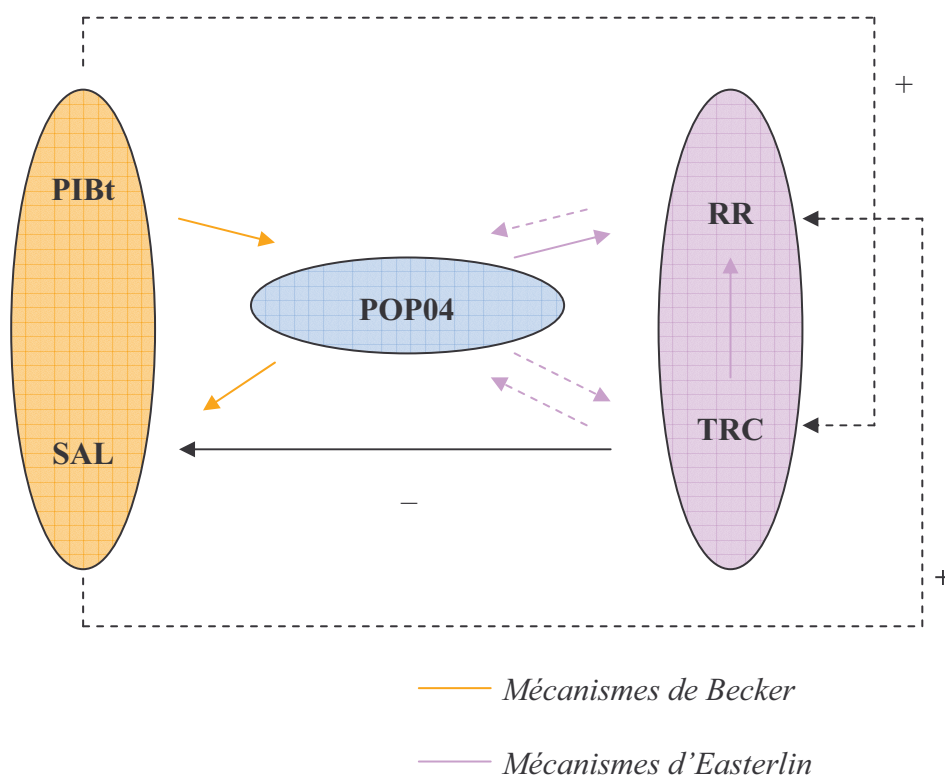 +
PIBt
RR
POP04
TRC
SAL
–
+
Mécanismes de Becker
Mécanismes d'Easterlin